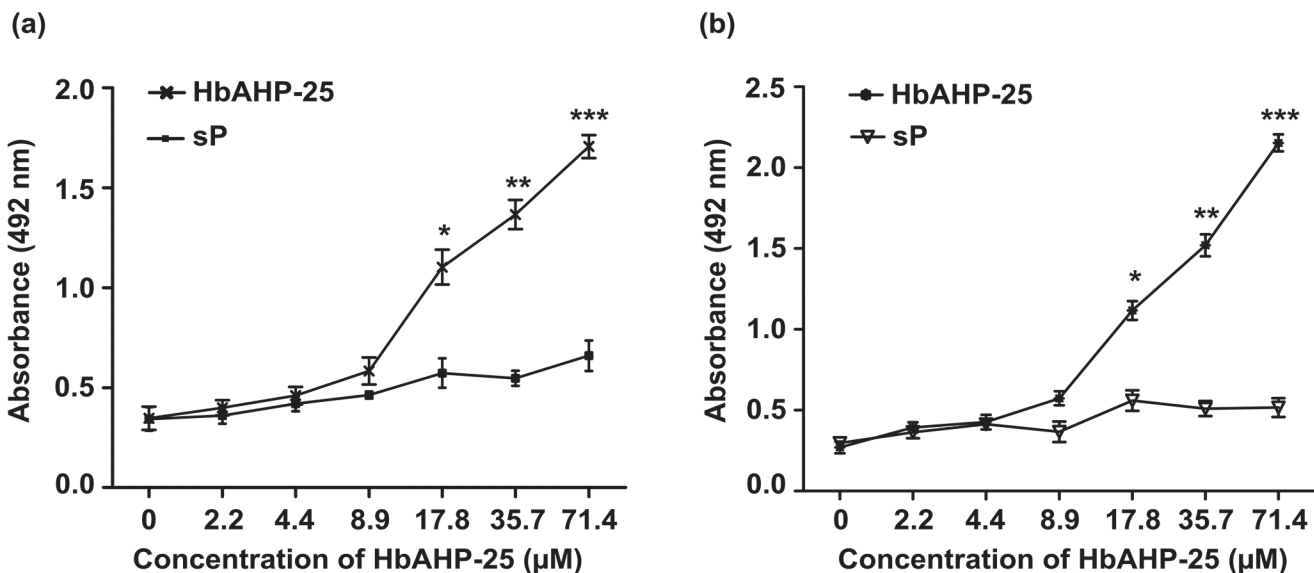 (a)
HbAHP-25
sP
2.0
1.5
1.0
0.5
0.0
Absorbance (492 nm)
*
**
***
0 2.2 4.4 8.9 17.8 35.7 71.4
Concentration of HbAHP-25 (µM)
(b)
HbAHP-25
sP
2.5
2.0
1.5
1.0
0.5
0.0
Absorbance (492 nm)
*
**
***
0 2.2 4.4 8.9 17.8 35.7 71.4
Concentration of HbAHP-25 (µM)